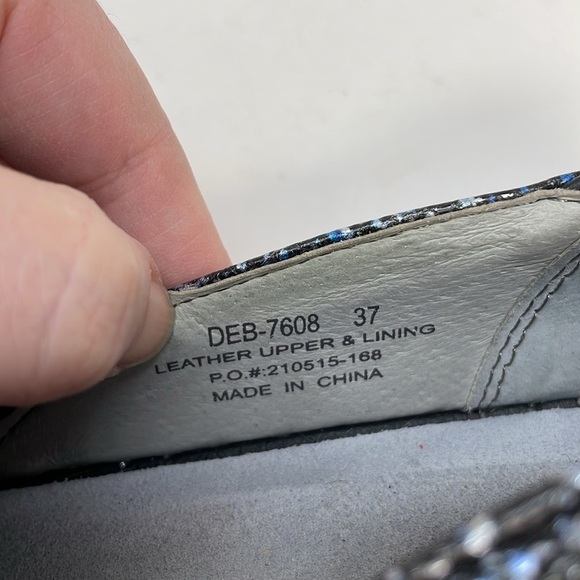 DEB-7608 37
LEATHER UPPER & LINING
P.O.#:210515-168
MADE IN CHINA